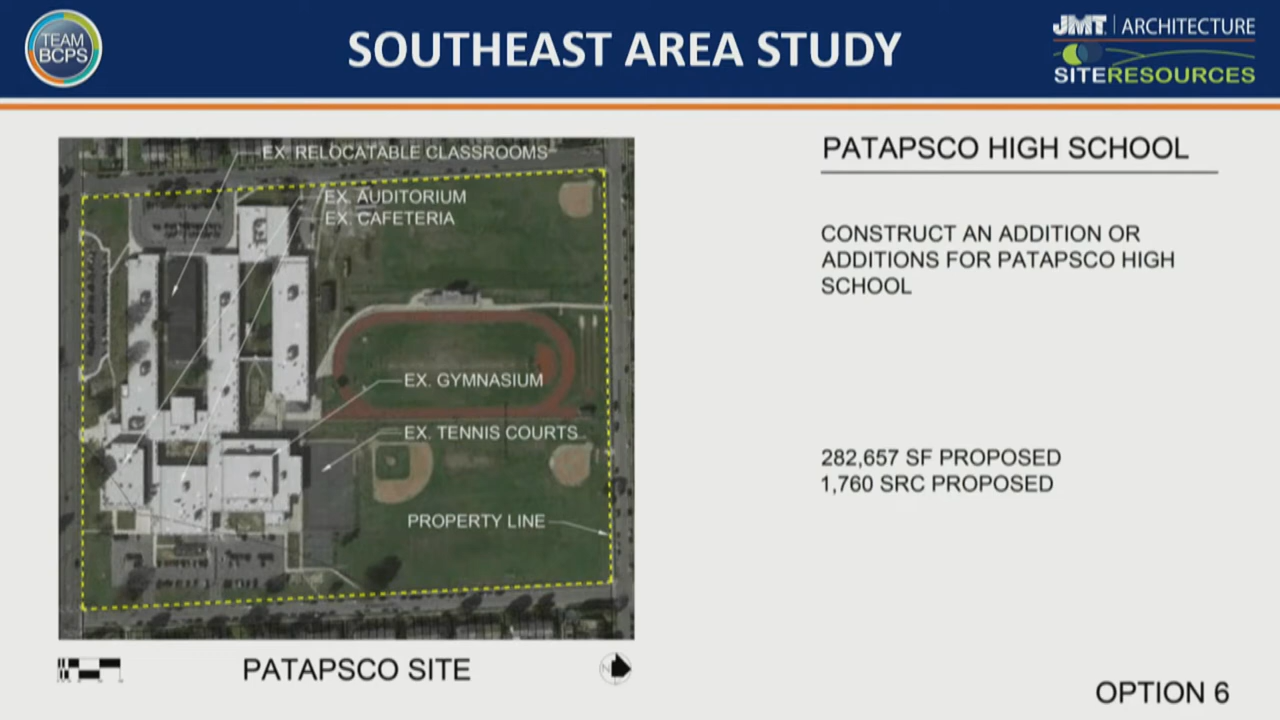 TEAM
BCPS
SOUTHEAST AREA STUDY
JMT ARCHITECTURE
SITERESOURCES
EX. RELOCATABLE CLASSROOMS
EX. AUDITORIUM
EX. CAFETERIA
EX. GYMNASIUM
EX. TENNIS COURTS
PROPERTY LINE
PATAPSCO SITE
N
PATAPSCO HIGH SCHOOL
CONSTRUCT AN ADDITION OR
ADDITIONS FOR PATAPSCO HIGH
SCHOOL
282,657 SF PROPOSED
1,760 SRC PROPOSED
OPTION 6